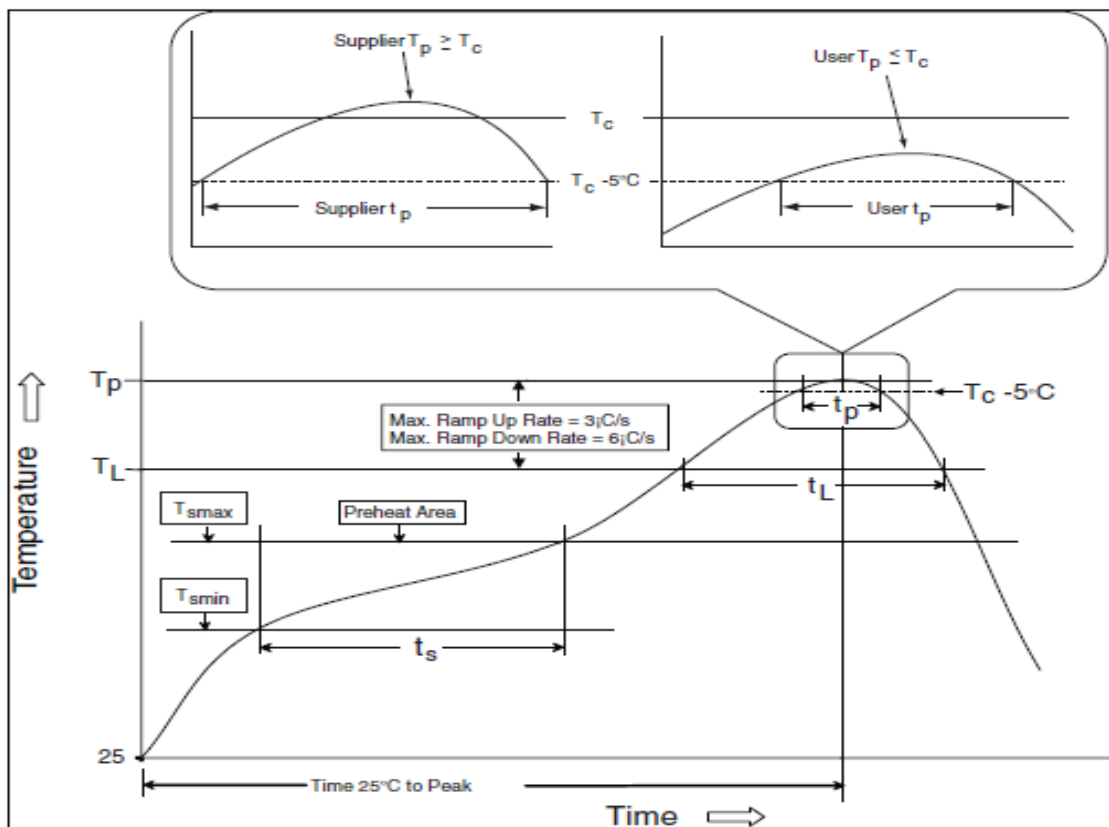 Supplier Tp ≥ Tc
User Tp ≤ Tc
Tc
Tc -5°C
Supplier tp
User tp
Tp
Tc -5°C
tp
Max. Ramp Up Rate = 3¡C/s
Max. Ramp Down Rate = 6¡C/s
TL
tL
Tsmax
Preheat Area
Tsmin
ts
Temperature
25
Time 25°C to Peak
Time